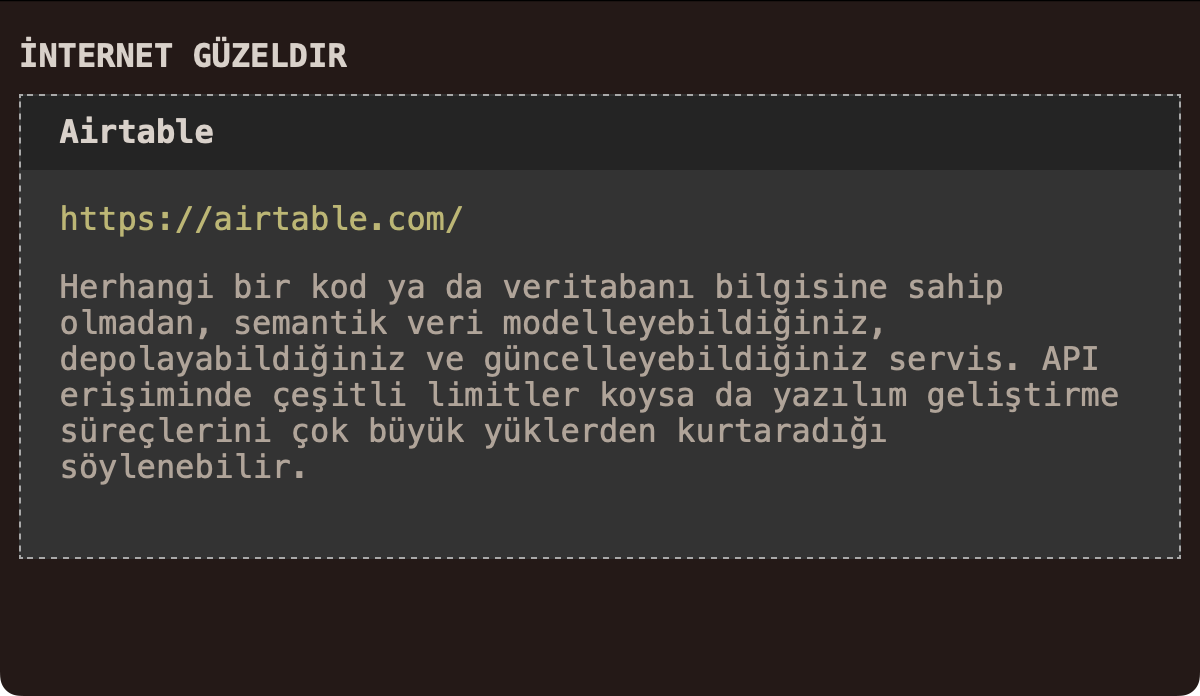 İNTERNET GÜZELDIR
Airtable
https://airtable.com/
Herhangi bir kod ya da veritabanı bilgisine sahip
olmadan, semantik veri modelleyebildiğiniz,
depolayabildiğiniz ve güncelleyebildiğiniz servis. API
erişiminde çeşitli limitler koysa da yazılım geliştirme
süreçlerini çok büyük yüklerden kurtaradığı
söylenebilir.